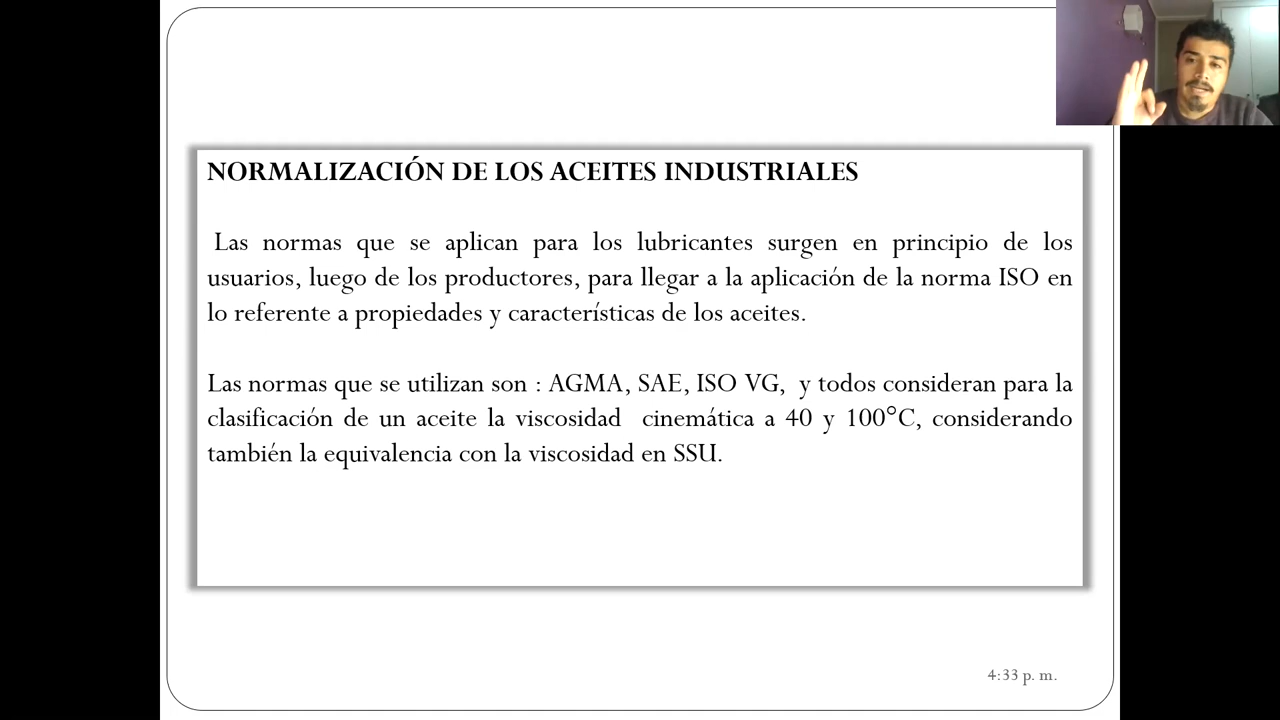 NORMALIZACIÓN DE LOS ACEITES INDUSTRIALES
Las normas que se aplican para los lubricantes surgen en principio de los
usuarios, luego de los productores, para llegar a la aplicación de la norma ISO en
lo referente a propiedades y características de los aceites.
Las normas que se utilizan son : AGMA, SAE, ISO VG, y todos consideran para la
clasificación de un aceite la viscosidad cinemática a 40 y 100°C, considerando
también la equivalencia con la viscosidad en SSU.
4:33 p. m.